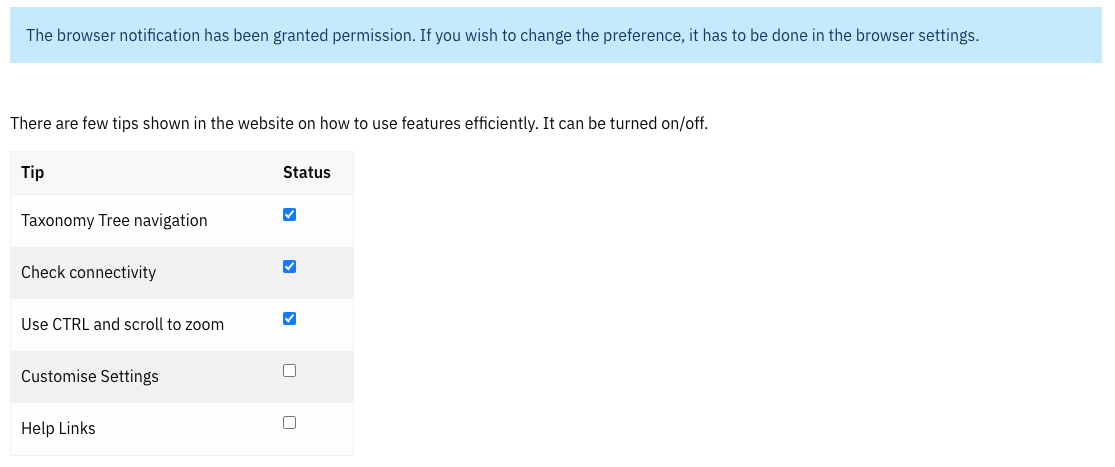 The browser notification has been granted permission. If you wish to change the preference, it has to be done in the browser settings.
There are few tips shown in the website on how to use features efficiently. It can be turned on/off.
Tip Status
Taxonomy Tree navigation
Check connectivity
Use CTRL and scroll to zoom
Customise Settings
Help Links